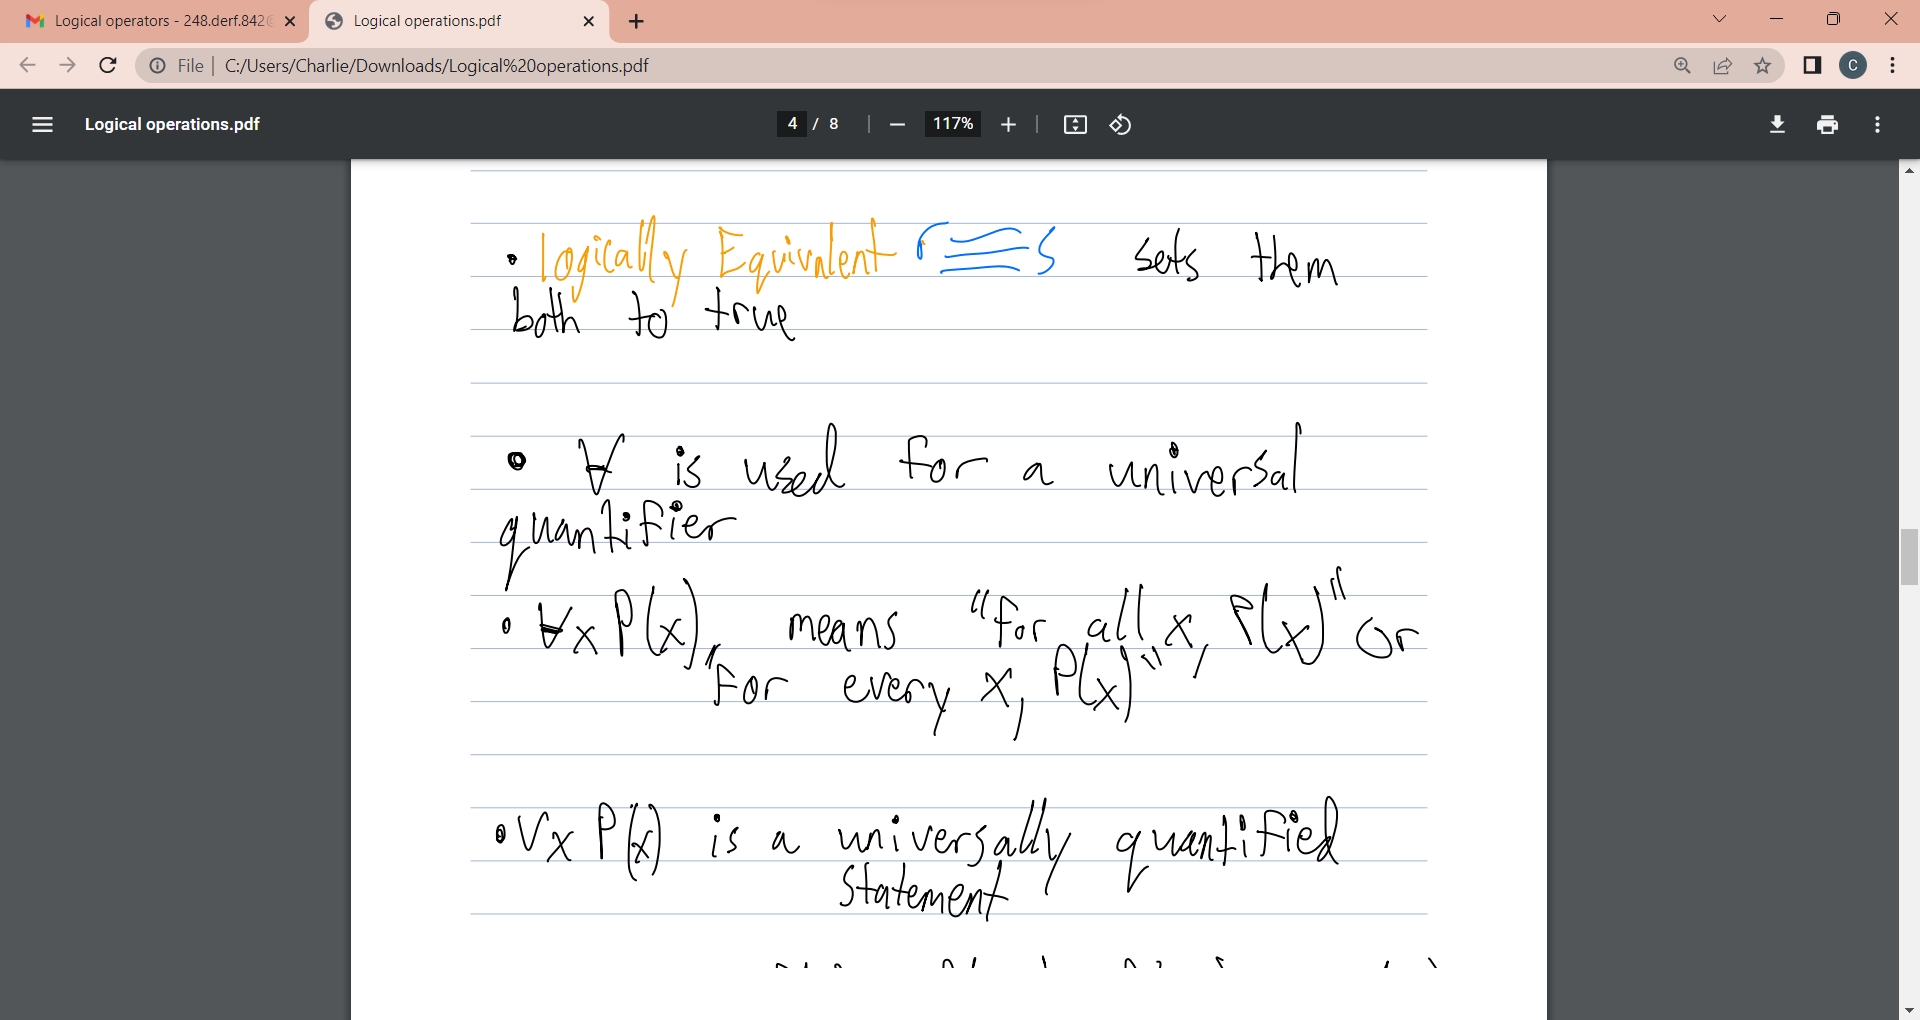 Logical operators - 248.derf.842@
Logical operations.pdf
File | C:/Users/Charlie/Downloads/Logical%20operations.pdf
C
Logical operations.pdf
4 / 8
117%
• Logically Equivalent r≡s sets them
both to true
• ∀ is used for a universal
quantifier
• ∀x P(x), means "for all x, P(x)" or
"For every x, P(x)"
• ∀x P(x) is a universally quantified
statement